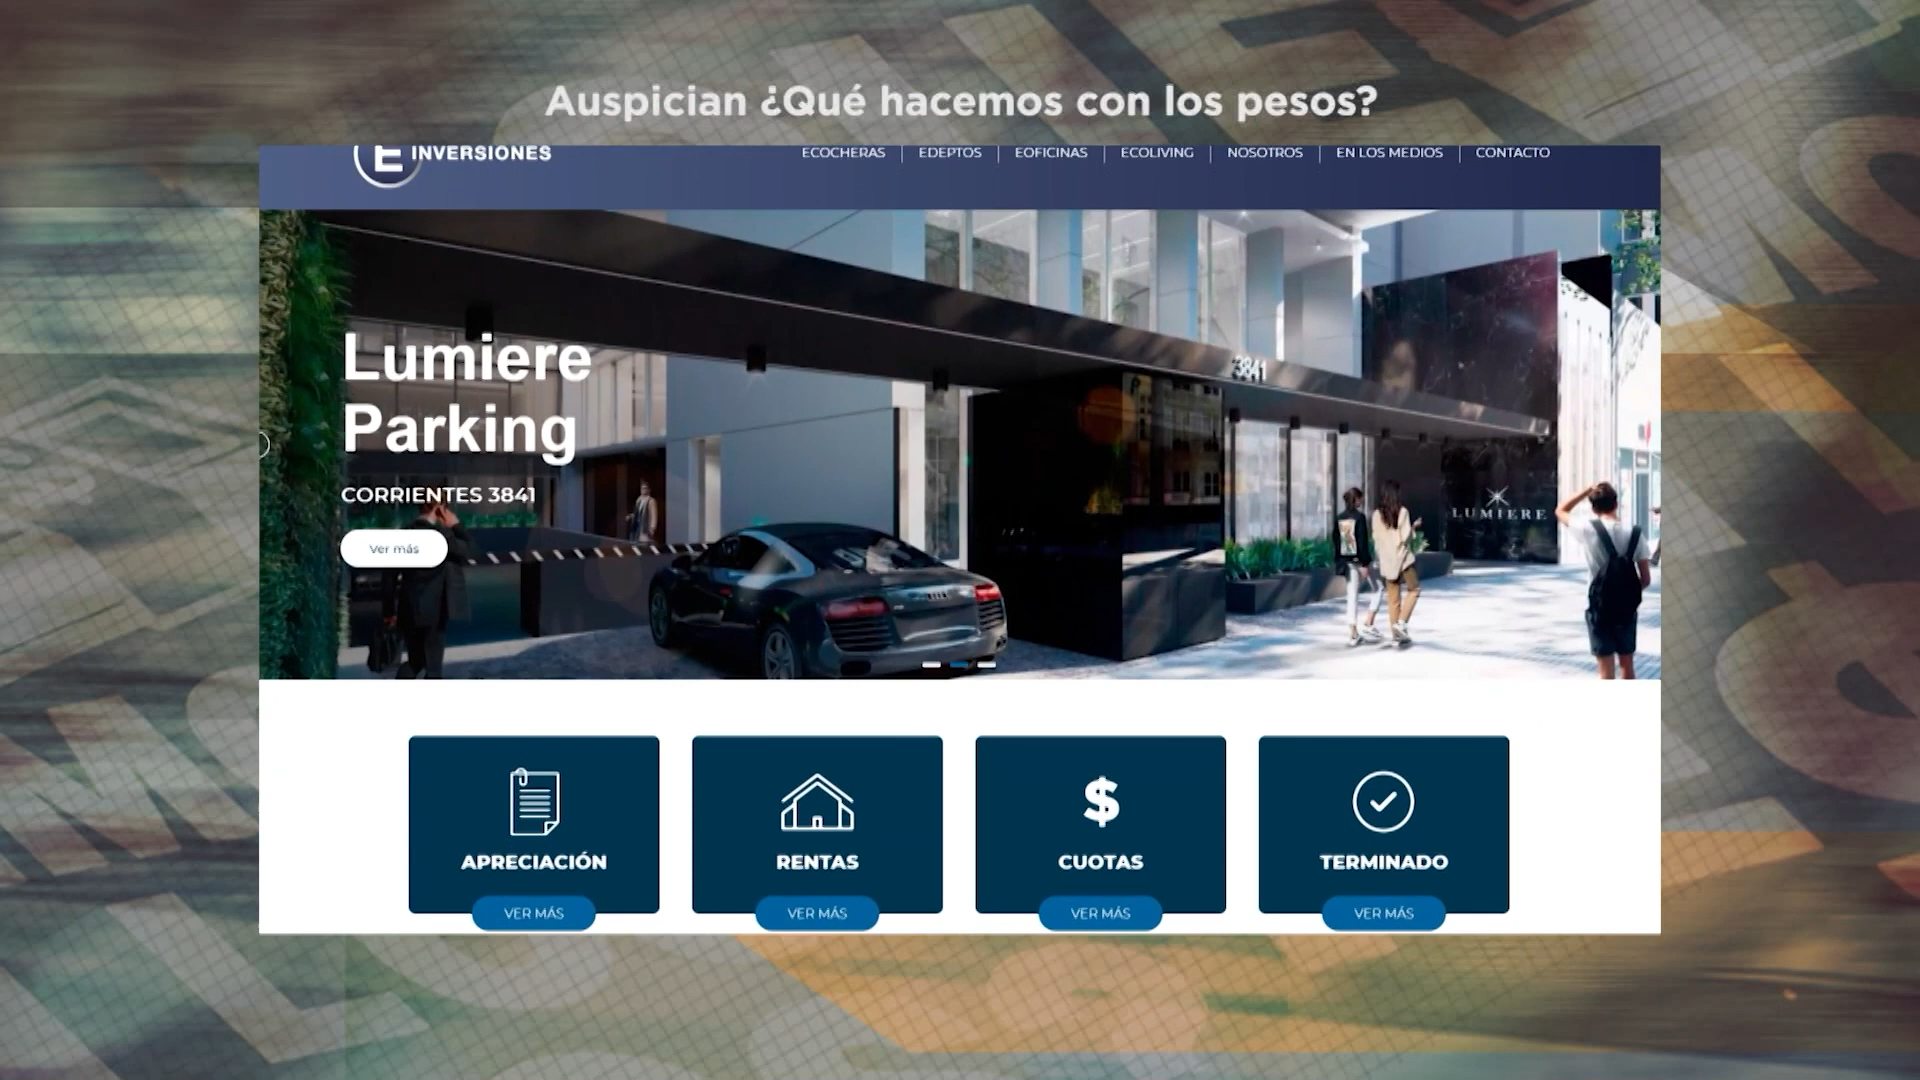 Auspician ¿Qué hacemos con los pesos?
E INVERSIONES
ECOCHERAS EDEPTOS EOFICINAS ECOLIVING NOSOTROS EN LOS MEDIOS CONTACTO
3841
Lumiere
Parking
CORRIENTES 3841
LUMIERE
Ver más
APRECIACIÓN RENTAS CUOTAS TERMINADO
VER MÁS VER MÁS VER MÁS VER MÁS